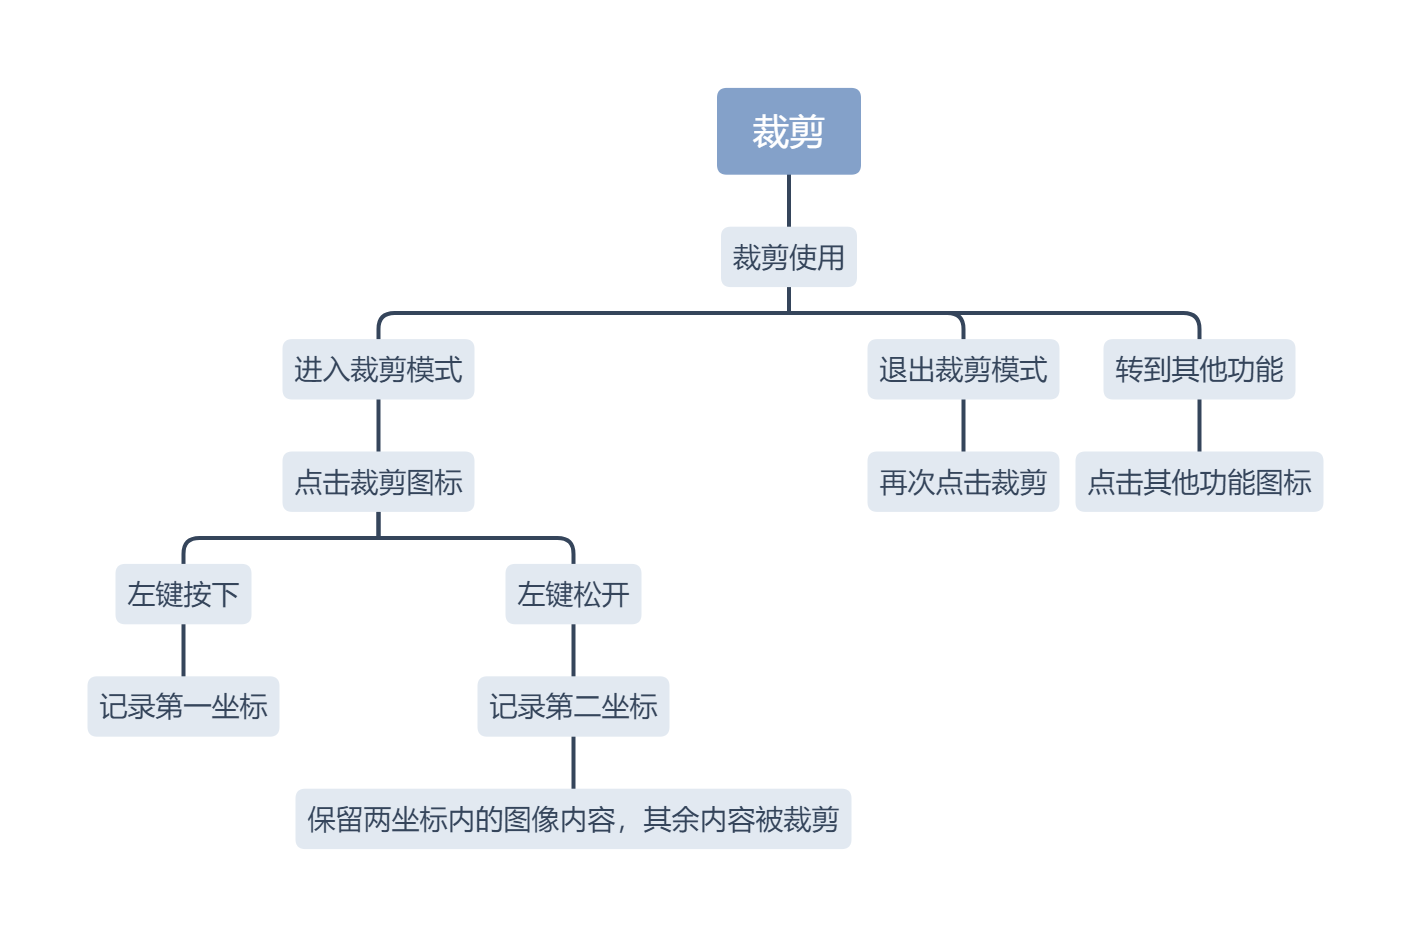 裁剪
裁剪使用
进入裁剪模式
退出裁剪模式
转到其他功能
点击裁剪图标
再次点击裁剪
点击其他功能图标
左键按下
左键松开
记录第一坐标
记录第二坐标
保留两坐标内的图像内容，其余内容被裁剪